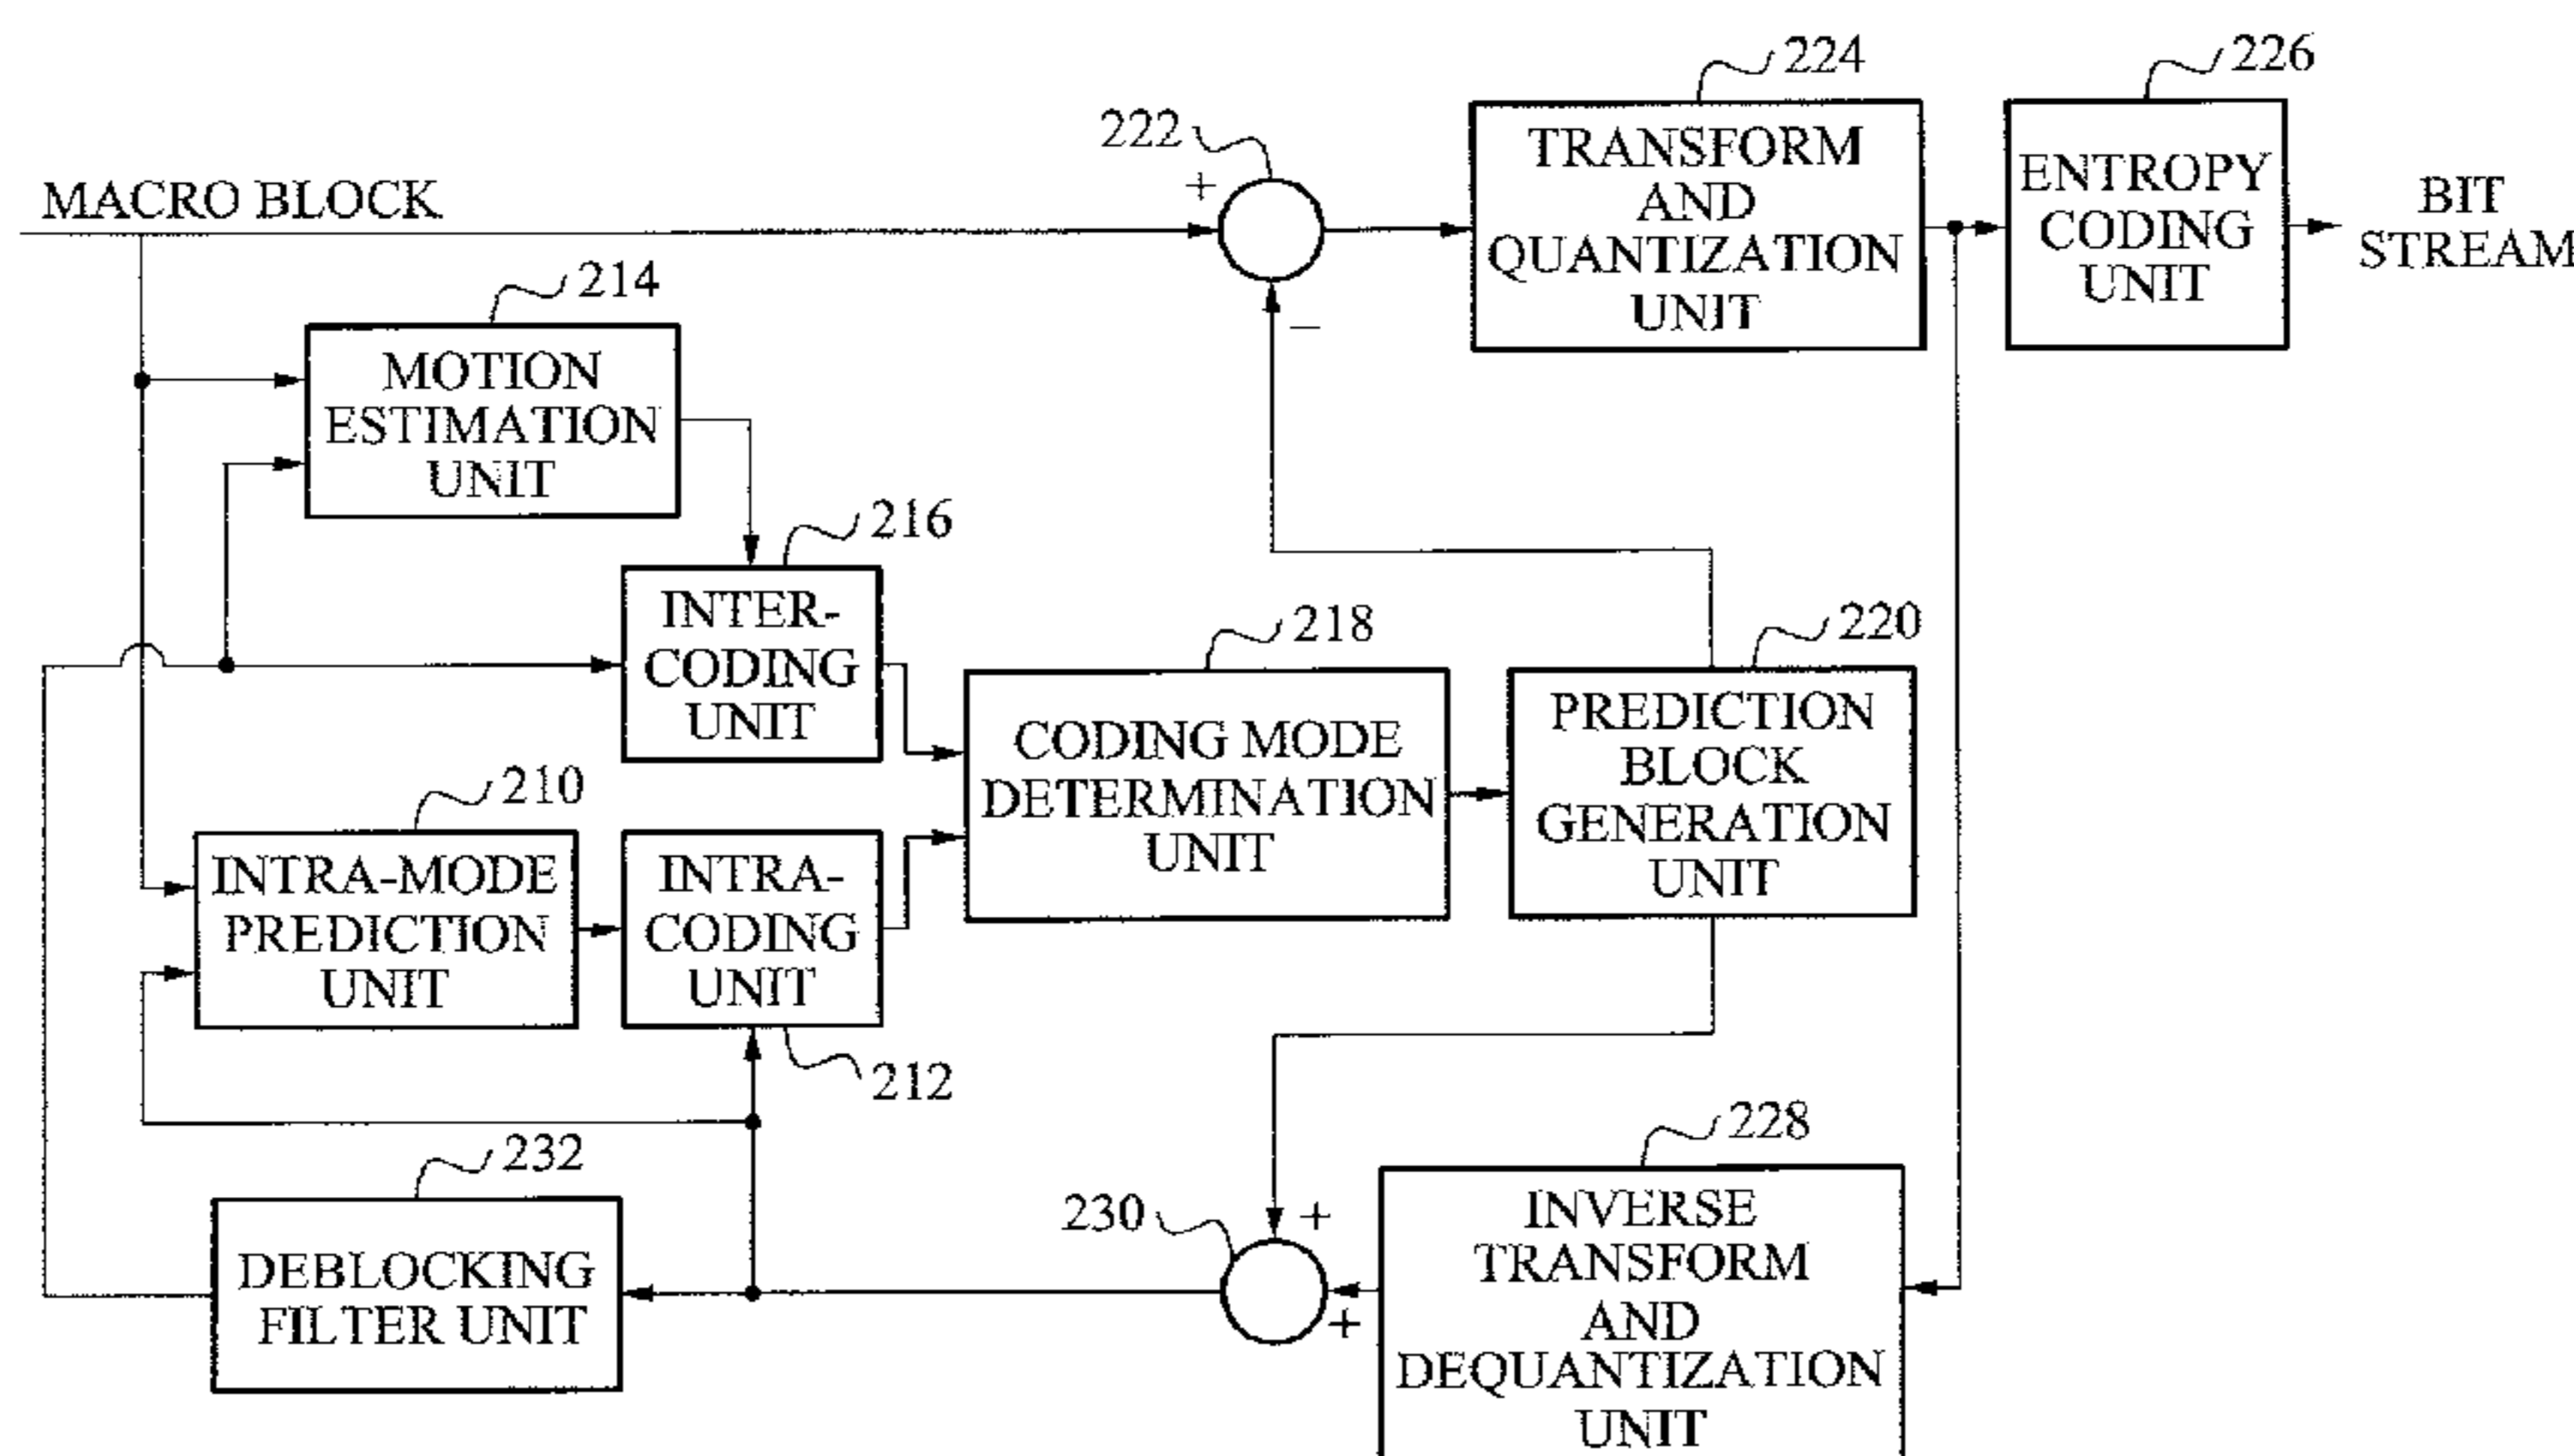 224
226
222
TRANSFORM
AND
QUANTIZATION
UNIT
ENTROPY
CODING
UNIT
BIT
STREAM
MACRO BLOCK
+
−
214
MOTION
ESTIMATION
UNIT
216
INTER-
CODING
UNIT
218
CODING MODE
DETERMINATION
UNIT
220
PREDICTION
BLOCK
GENERATION
UNIT
210
INTRA-MODE
PREDICTION
UNIT
INTRA-
CODING
UNIT
212
232
DEBLOCKING
FILTER UNIT
230
+
+
228
INVERSE
TRANSFORM
AND
DEQUANTIZATION
UNIT